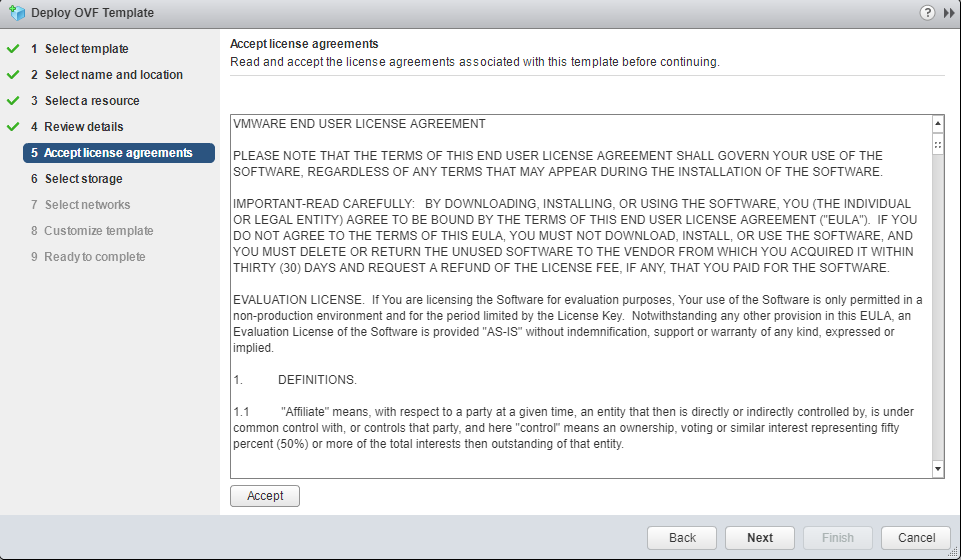 Deploy OVF Template
?
1 Select template
2 Select name and location
3 Select a resource
4 Review details
5 Accept license agreements
6 Select storage
7 Select networks
8 Customize template
9 Ready to complete
Accept license agreements
Read and accept the license agreements associated with this template before continuing.
VMWARE END USER LICENSE AGREEMENT
PLEASE NOTE THAT THE TERMS OF THIS END USER LICENSE AGREEMENT SHALL GOVERN YOUR USE OF THE
SOFTWARE, REGARDLESS OF ANY TERMS THAT MAY APPEAR DURING THE INSTALLATION OF THE SOFTWARE.
IMPORTANT-READ CAREFULLY: BY DOWNLOADING, INSTALLING, OR USING THE SOFTWARE, YOU (THE INDIVIDUAL
OR LEGAL ENTITY) AGREE TO BE BOUND BY THE TERMS OF THIS END USER LICENSE AGREEMENT ("EULA"). IF YOU
DO NOT AGREE TO THE TERMS OF THIS EULA, YOU MUST NOT DOWNLOAD, INSTALL, OR USE THE SOFTWARE, AND
YOU MUST DELETE OR RETURN THE UNUSED SOFTWARE TO THE VENDOR FROM WHICH YOU ACQUIRED IT WITHIN
THIRTY (30) DAYS AND REQUEST A REFUND OF THE LICENSE FEE, IF ANY, THAT YOU PAID FOR THE SOFTWARE.
EVALUATION LICENSE. If You are licensing the Software for evaluation purposes, Your use of the Software is only permitted in a
non-production environment and for the period limited by the License Key. Notwithstanding any other provision in this EULA, an
Evaluation License of the Software is provided "AS-IS" without indemnification, support or warranty of any kind, expressed or
implied.
1. DEFINITIONS.
1.1 "Affiliate" means, with respect to a party at a given time, an entity that then is directly or indirectly controlled by, is under
common control with, or controls that party, and here "control" means an ownership, voting or similar interest representing fifty
percent (50%) or more of the total interests then outstanding of that entity.
Accept
Back
Next
Finish
Cancel